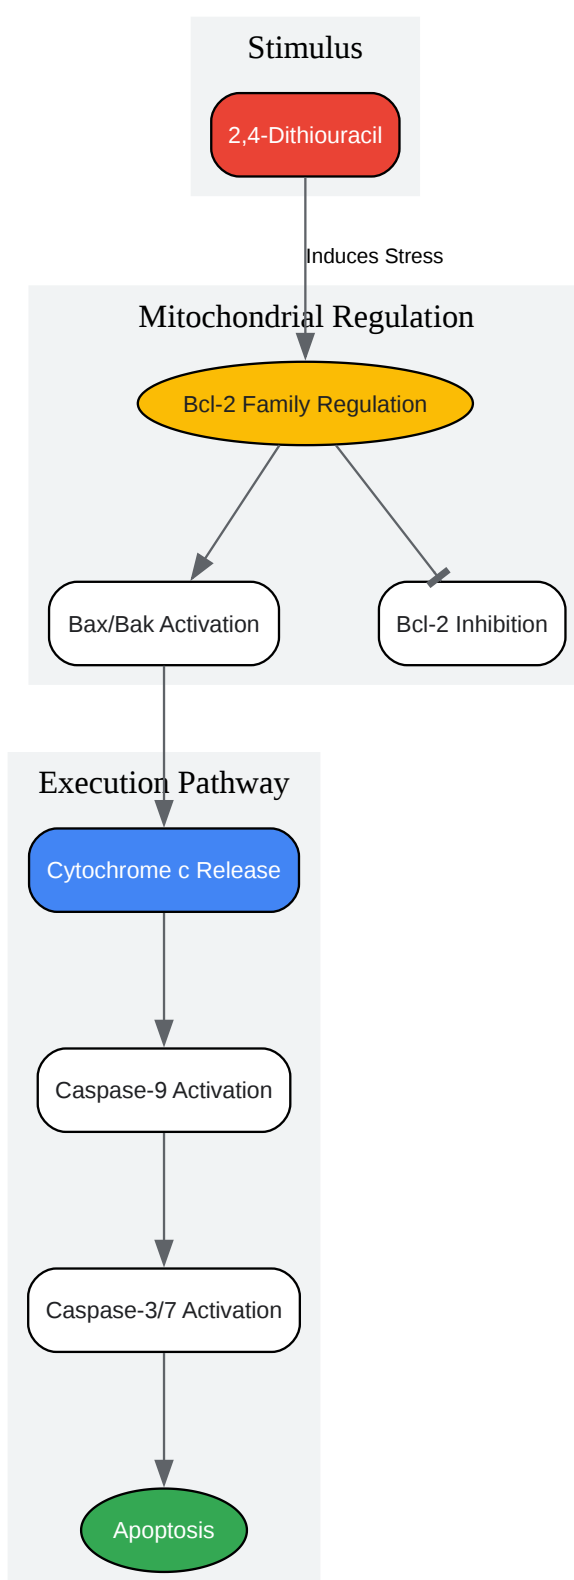 Stimulus
2,4-Dithiouracil
Induces Stress
Mitochondrial Regulation
Bcl-2 Family Regulation
Bax/Bak Activation
Bcl-2 Inhibition
Execution Pathway
Cytochrome c Release
Caspase-9 Activation
Caspase-3/7 Activation
Apoptosis